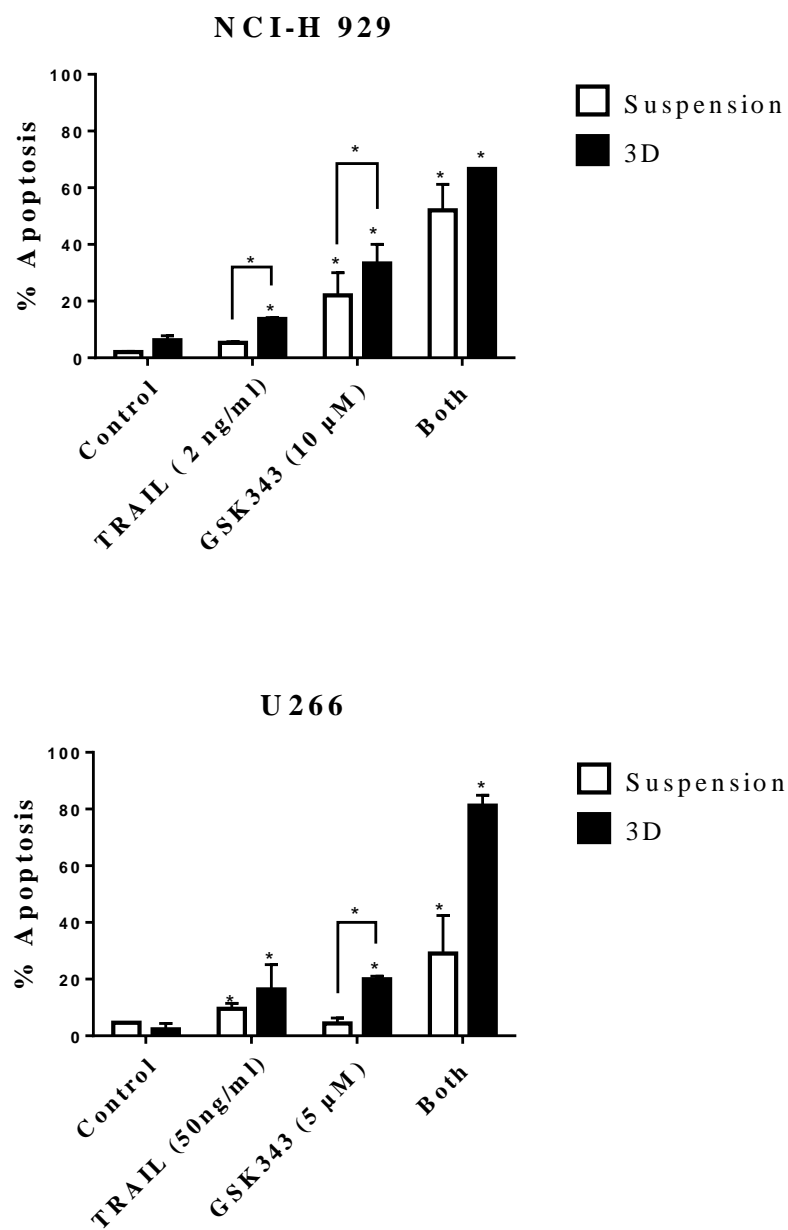 NCI-H 929
% Apoptosis
100
80
60
40
20
0
* * * * * * *
Suspension
3D
Control
TRAIL ( 2 ng/ml)
GSK343 (10 µM)
Both
U266
% Apoptosis
100
80
60
40
20
0
* * * * * *
Suspension
3D
Control
TRAIL (50ng/ml)
GSK343 (5 µM)
Both